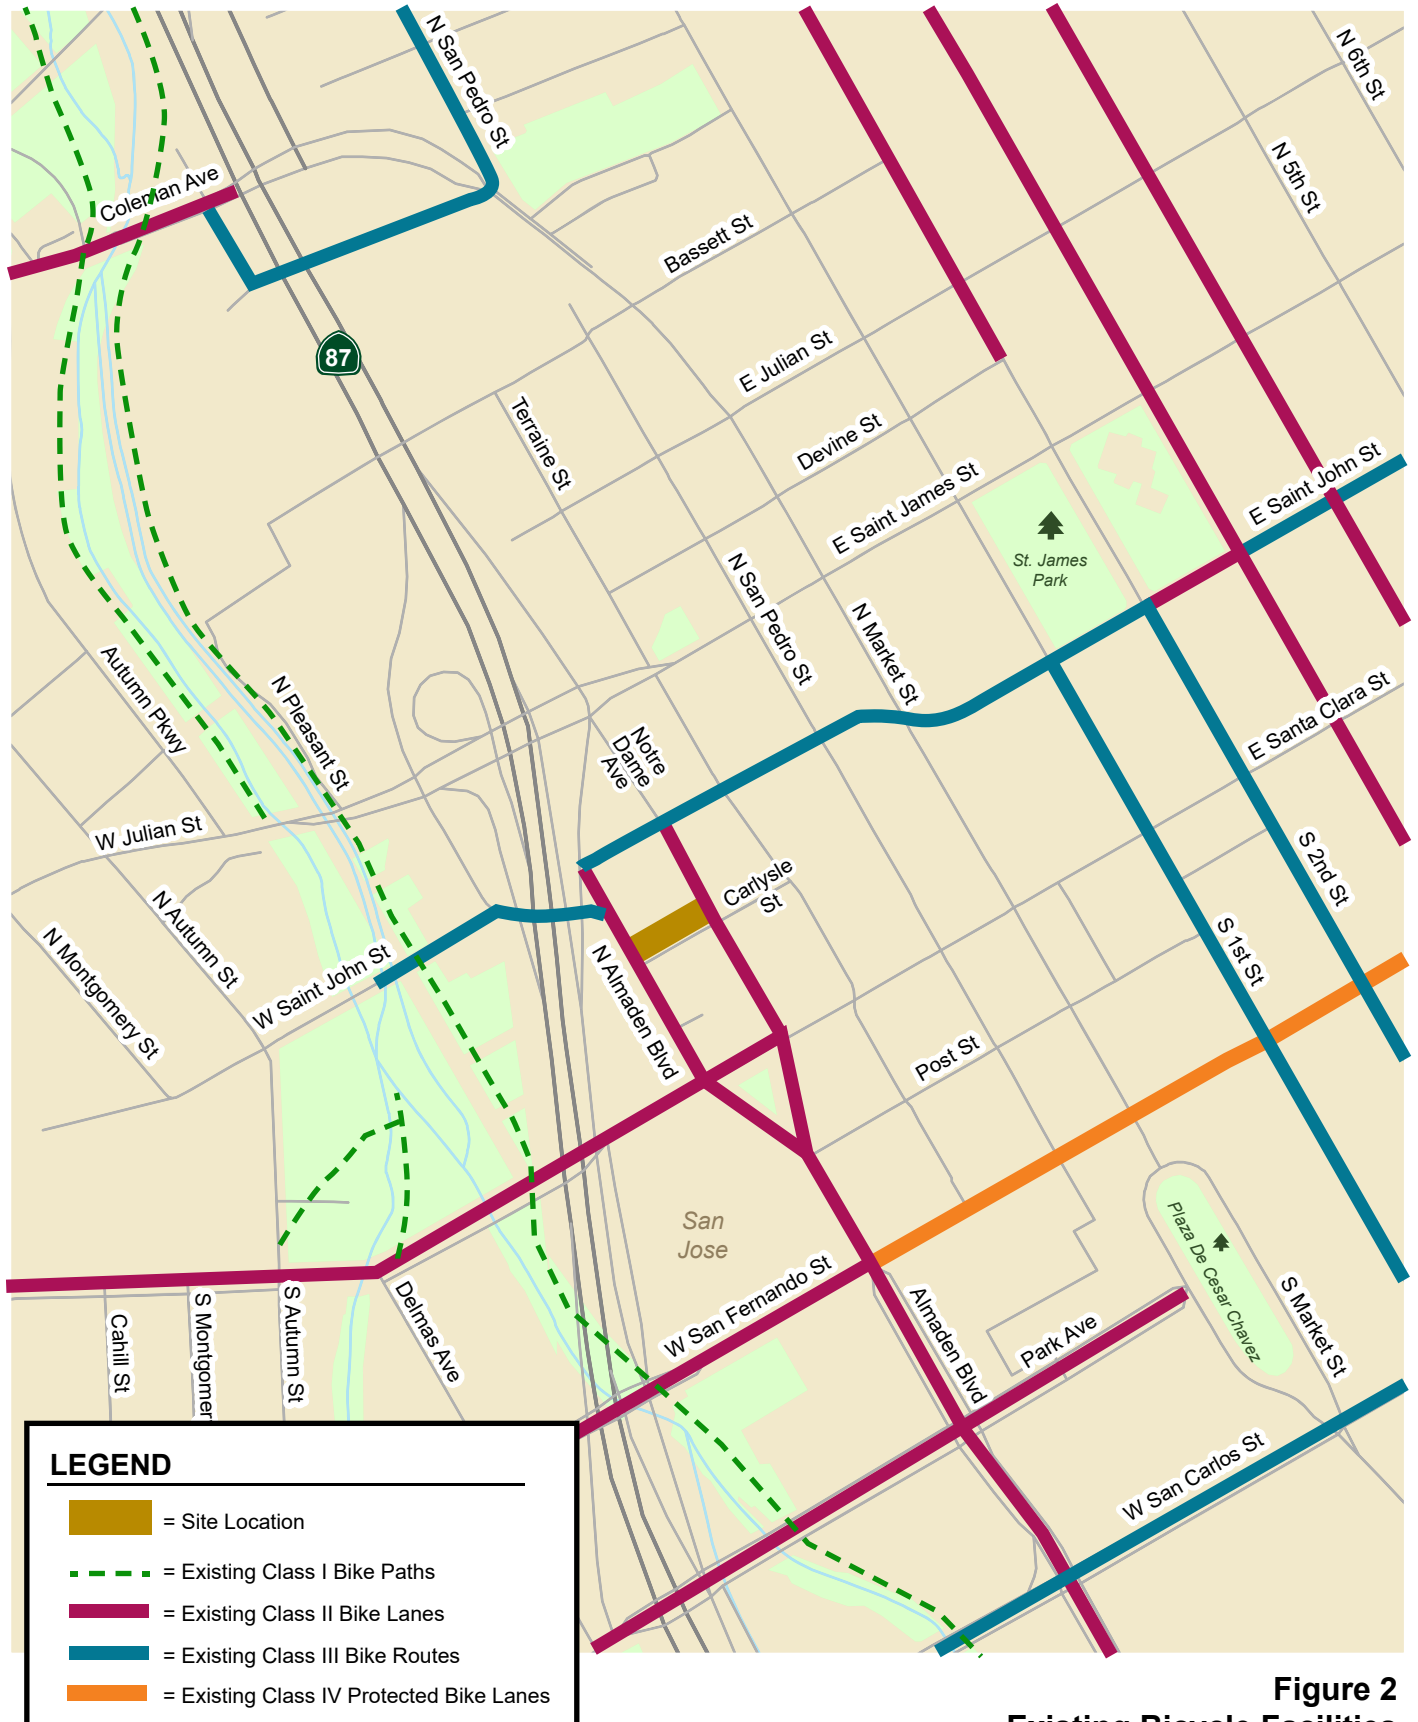 N San Pedro St
N 6th St
N 5th St
Coleman Ave
Bassett St
87
E Julian St
Terraine St
Devine St
E Saint James St
E Saint John St
St. James
Park
N San Pedro St
N Market St
Autumn Pkwy
N Pleasant St
Notre
Dame
Ave
E Santa Clara St
W Julian St
S 2nd St
Carlysle
St
N Autumn St
N Montgomery St
W Saint John St
N Almaden Blvd
S 1st St
Post St
San
Jose
Plaza De Cesar Chavez
W San Fernando St
Almaden Blvd
Park Ave
S Market St
Cahill St
S Montgomer
S Autumn St
Delmas Ave
W San Carlos St
LEGEND
= Site Location
= Existing Class I Bike Paths
= Existing Class II Bike Lanes
= Existing Class III Bike Routes
= Existing Class IV Protected Bike Lanes
Figure 2
Existing Bicycle Facilities